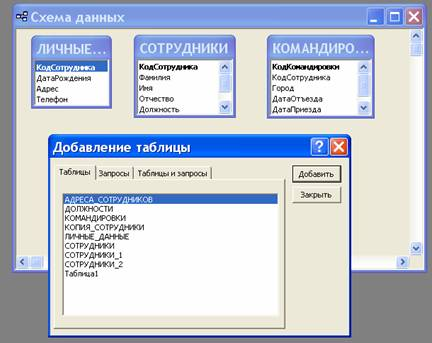 Схема данных
ЛИЧНЫЕ...
КодСотрудника
ДатаРождения
Адрес
Телефон
СОТРУДНИКИ
КодСотрудника
Фамилия
Имя
Отчество
Должность
КОМАНДИРО...
КодКомандировки
КодСотрудника
Город
ДатаОтъезда
ДатаПриезда
Добавление таблицы
Таблицы Запросы Таблицы и запросы
Добавить
Закрыть
АДРЕСА_СОТРУДНИКОВ
ДОЛЖНОСТИ
КОМАНДИРОВКИ
КОПИЯ_СОТРУДНИКИ
ЛИЧНЫЕ_ДАННЫЕ
СОТРУДНИКИ
СОТРУДНИКИ_1
СОТРУДНИКИ_2
Таблица1